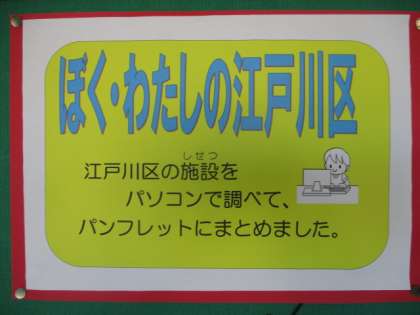 ぼく・わたしの江戸川区
しせつ
江戸川区の施設を
パソコンで調べて、
パンフレットにまとめました。